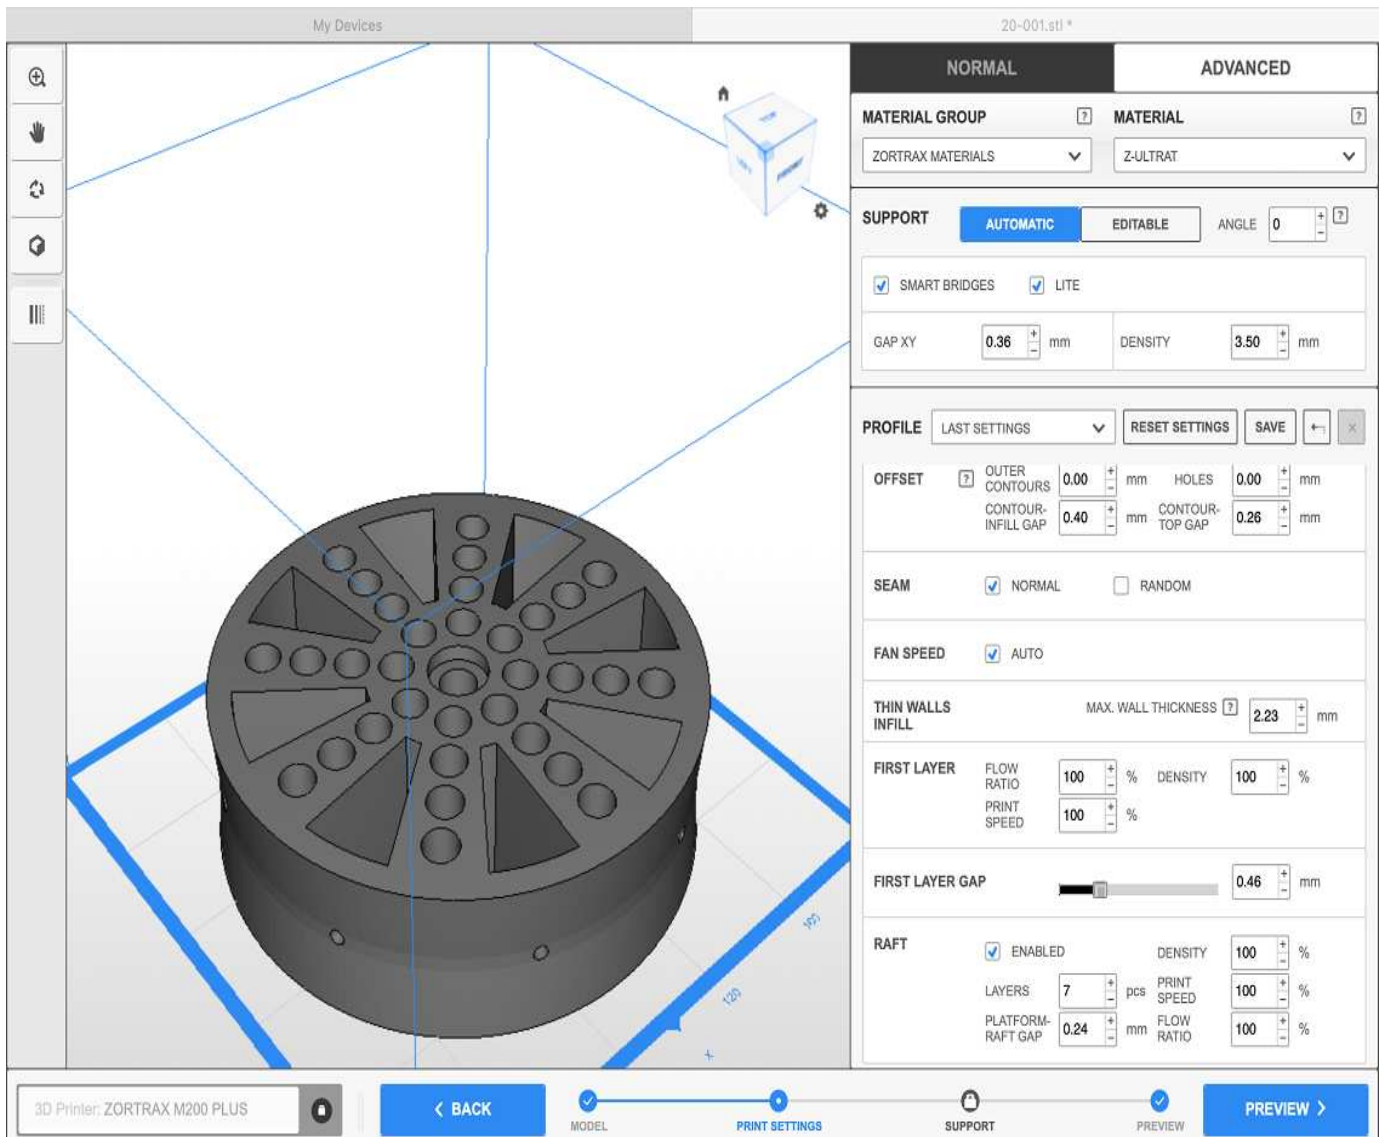 My Devices
20-001.stl *
NORMAL
ADVANCED
MATERIAL GROUP ?
MATERIAL ?
ZORTRAX MATERIALS
Z-ULTRAT
SUPPORT
AUTOMATIC
EDITABLE
ANGLE 0 + - ?
SMART BRIDGES
LITE
GAP XY 0.36 + - mm
DENSITY 3.50 + - mm
PROFILE
LAST SETTINGS
RESET SETTINGS
SAVE
x
OFFSET ?
OUTER
CONTOURS 0.00 + - mm
HOLES 0.00 + - mm
CONTOUR-
INFILL GAP 0.40 + - mm
CONTOUR-
TOP GAP 0.26 + - mm
SEAM
NORMAL
RANDOM
FAN SPEED
AUTO
THIN WALLS
INFILL
MAX. WALL THICKNESS ? 2.23 + - mm
FIRST LAYER
FLOW
RATIO 100 + - %
DENSITY 100 + - %
PRINT
SPEED 100 + - %
FIRST LAYER GAP
0.46 + - mm
RAFT
ENABLED
DENSITY 100 + - %
LAYERS 7 + - pcs
PRINT
SPEED 100 + - %
PLATFORM-
RAFT GAP 0.24 + - mm
FLOW
RATIO 100 + - %
160
120
X
3D Printer: ZORTRAX M200 PLUS
< BACK
MODEL
PRINT SETTINGS
SUPPORT
PREVIEW
PREVIEW >